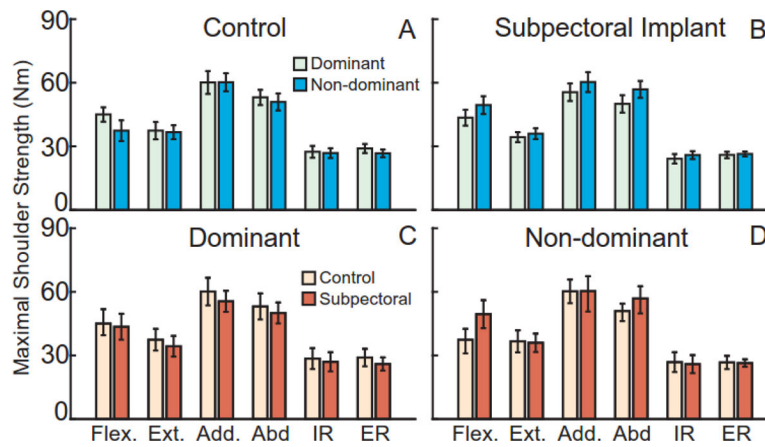 Maximal Shoulder Strength (Nm)
90
60
30
0
Control
A
Dominant
Non-dominant
Subpectoral Implant
B
90
60
30
0
Dominant
C
Control
Subpectoral
Non-dominant
D
Flex. Ext. Add. Abd IR ER
Flex. Ext. Add. Abd IR ER